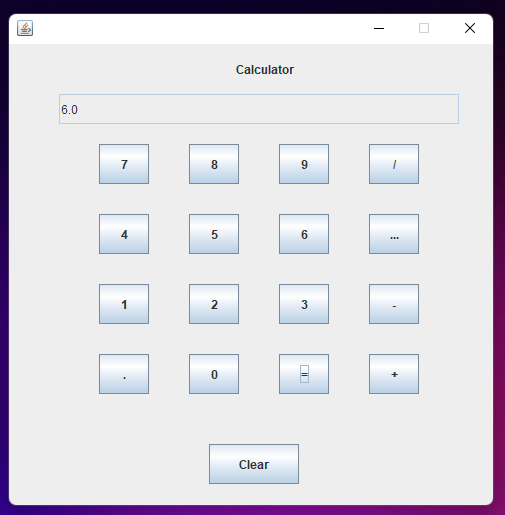 Calculator
6.0
7 8 9 /
4 5 6 ...
1 2 3 -
. 0 = +
Clear